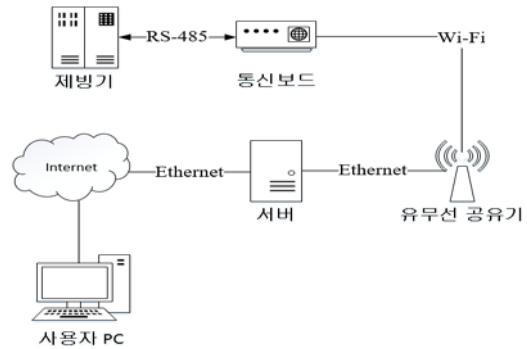 RS-485
제빙기
통신보드
Wi-Fi
Internet
Ethernet
서버
Ethernet
유무선 공유기
사용자 PC